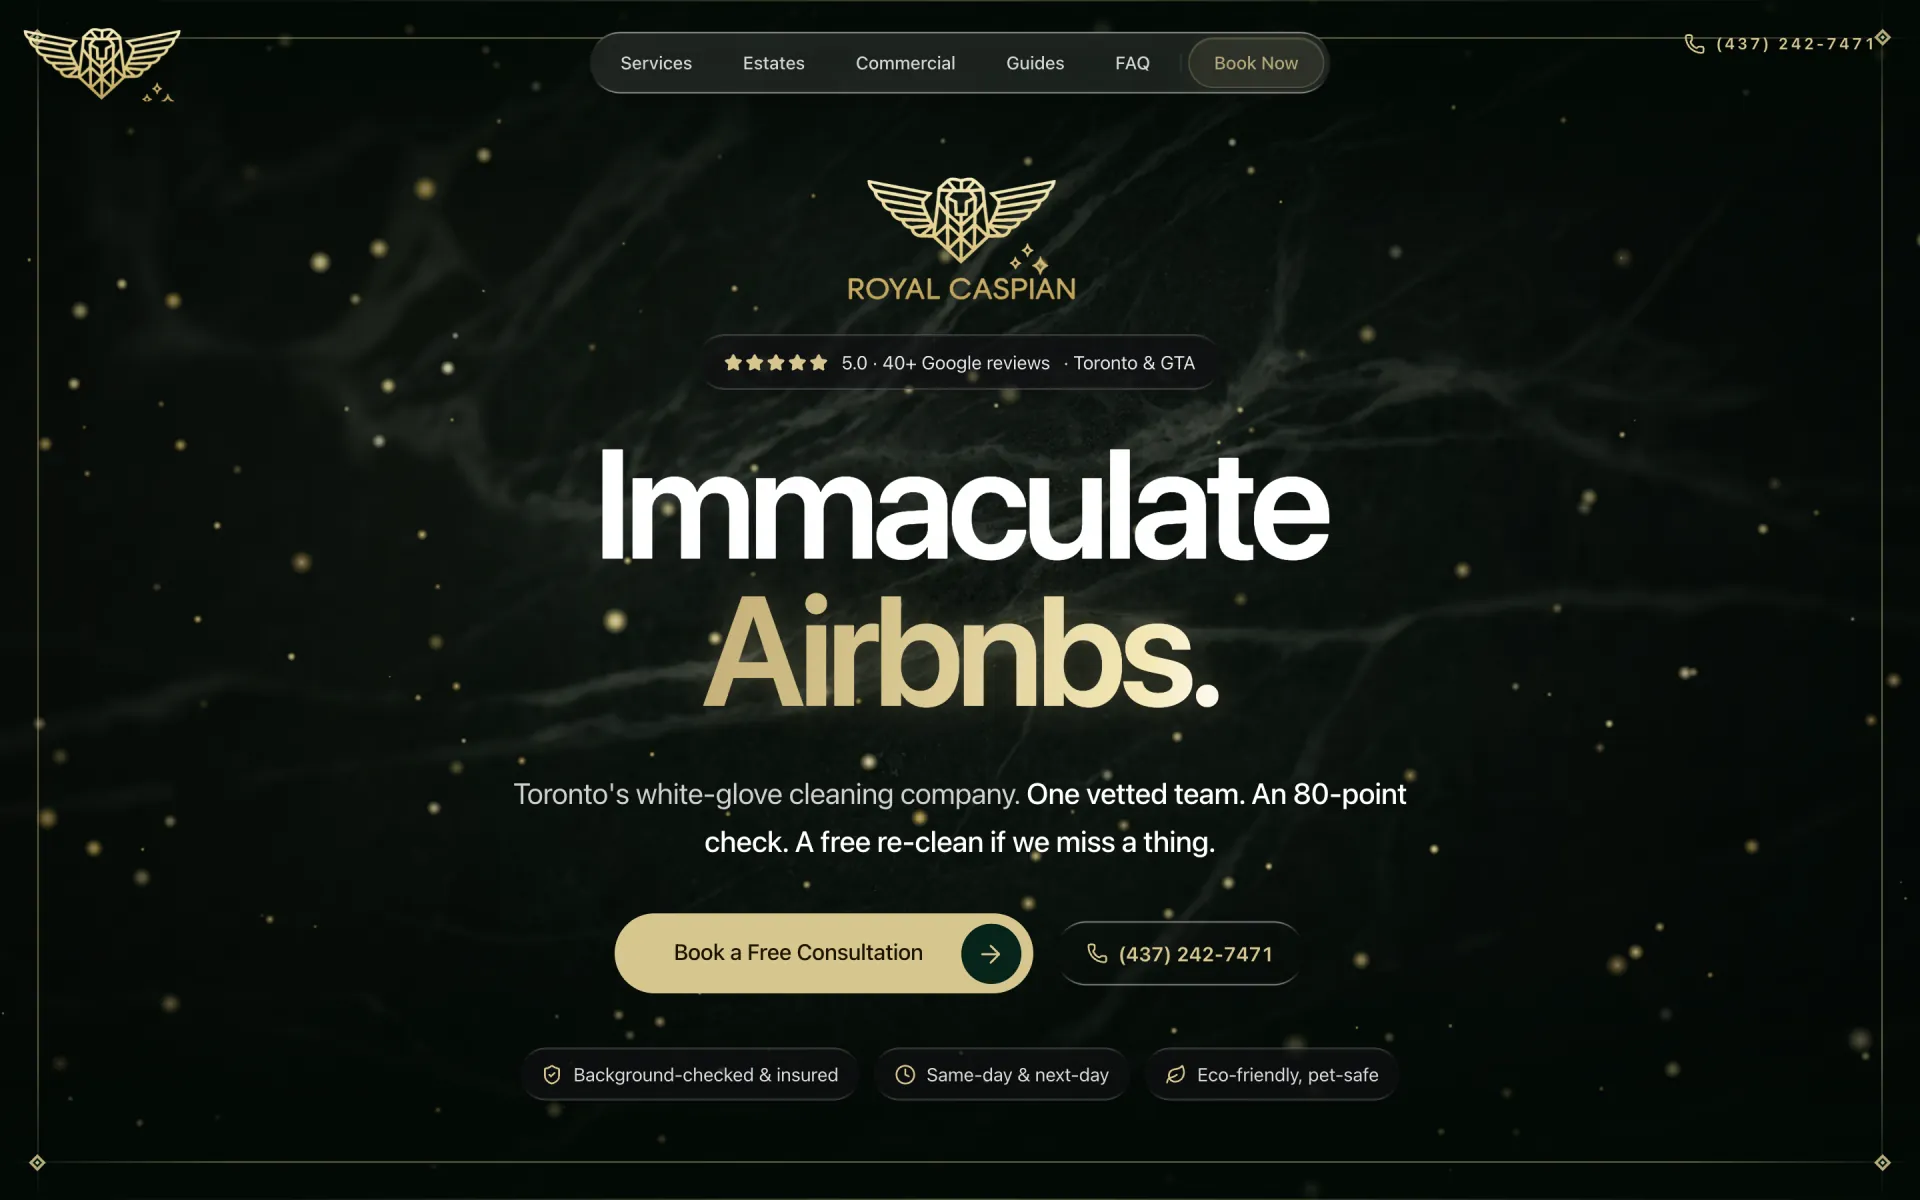 Services
Estates
Commercial
Guides
FAQ
Book Now
(437) 242-7471
ROYAL CASPIAN
5.0 · 40+ Google reviews · Toronto & GTA
Immaculate
Airbnbs.
Toronto's white-glove cleaning company. One vetted team. An 80-point
check. A free re-clean if we miss a thing.
Book a Free Consultation
(437) 242-7471
Background-checked & insured
Same-day & next-day
Eco-friendly, pet-safe